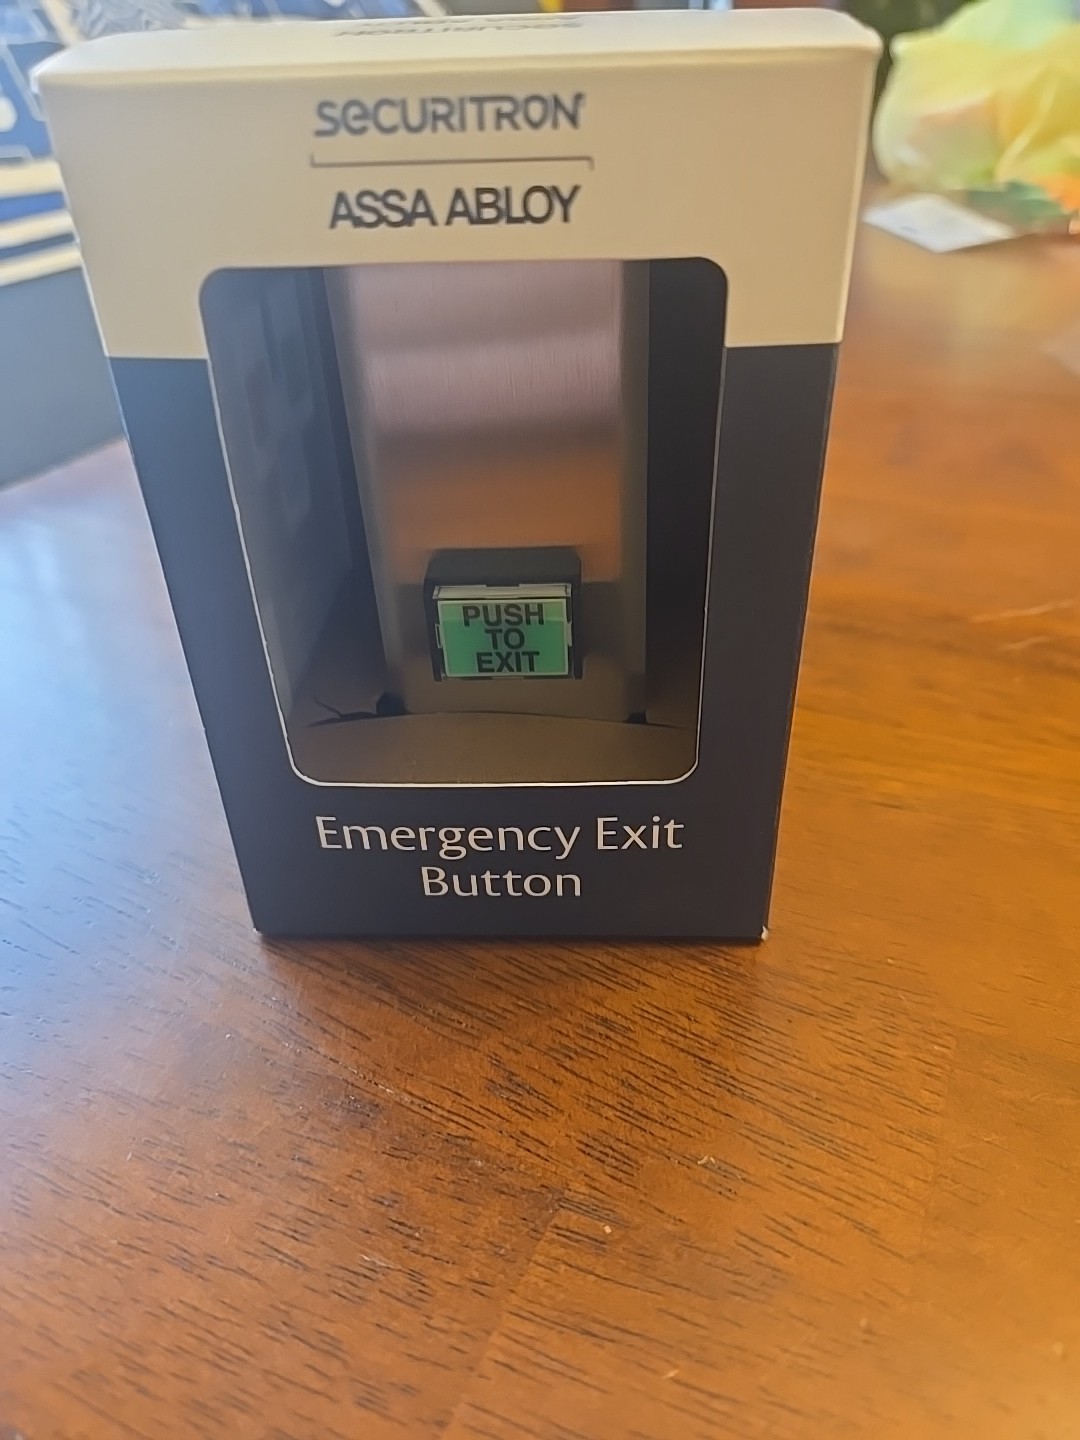 SeCURITRON
ASSA ABLOY
PUSH
TO
EXIT
Emergency Exit
Button